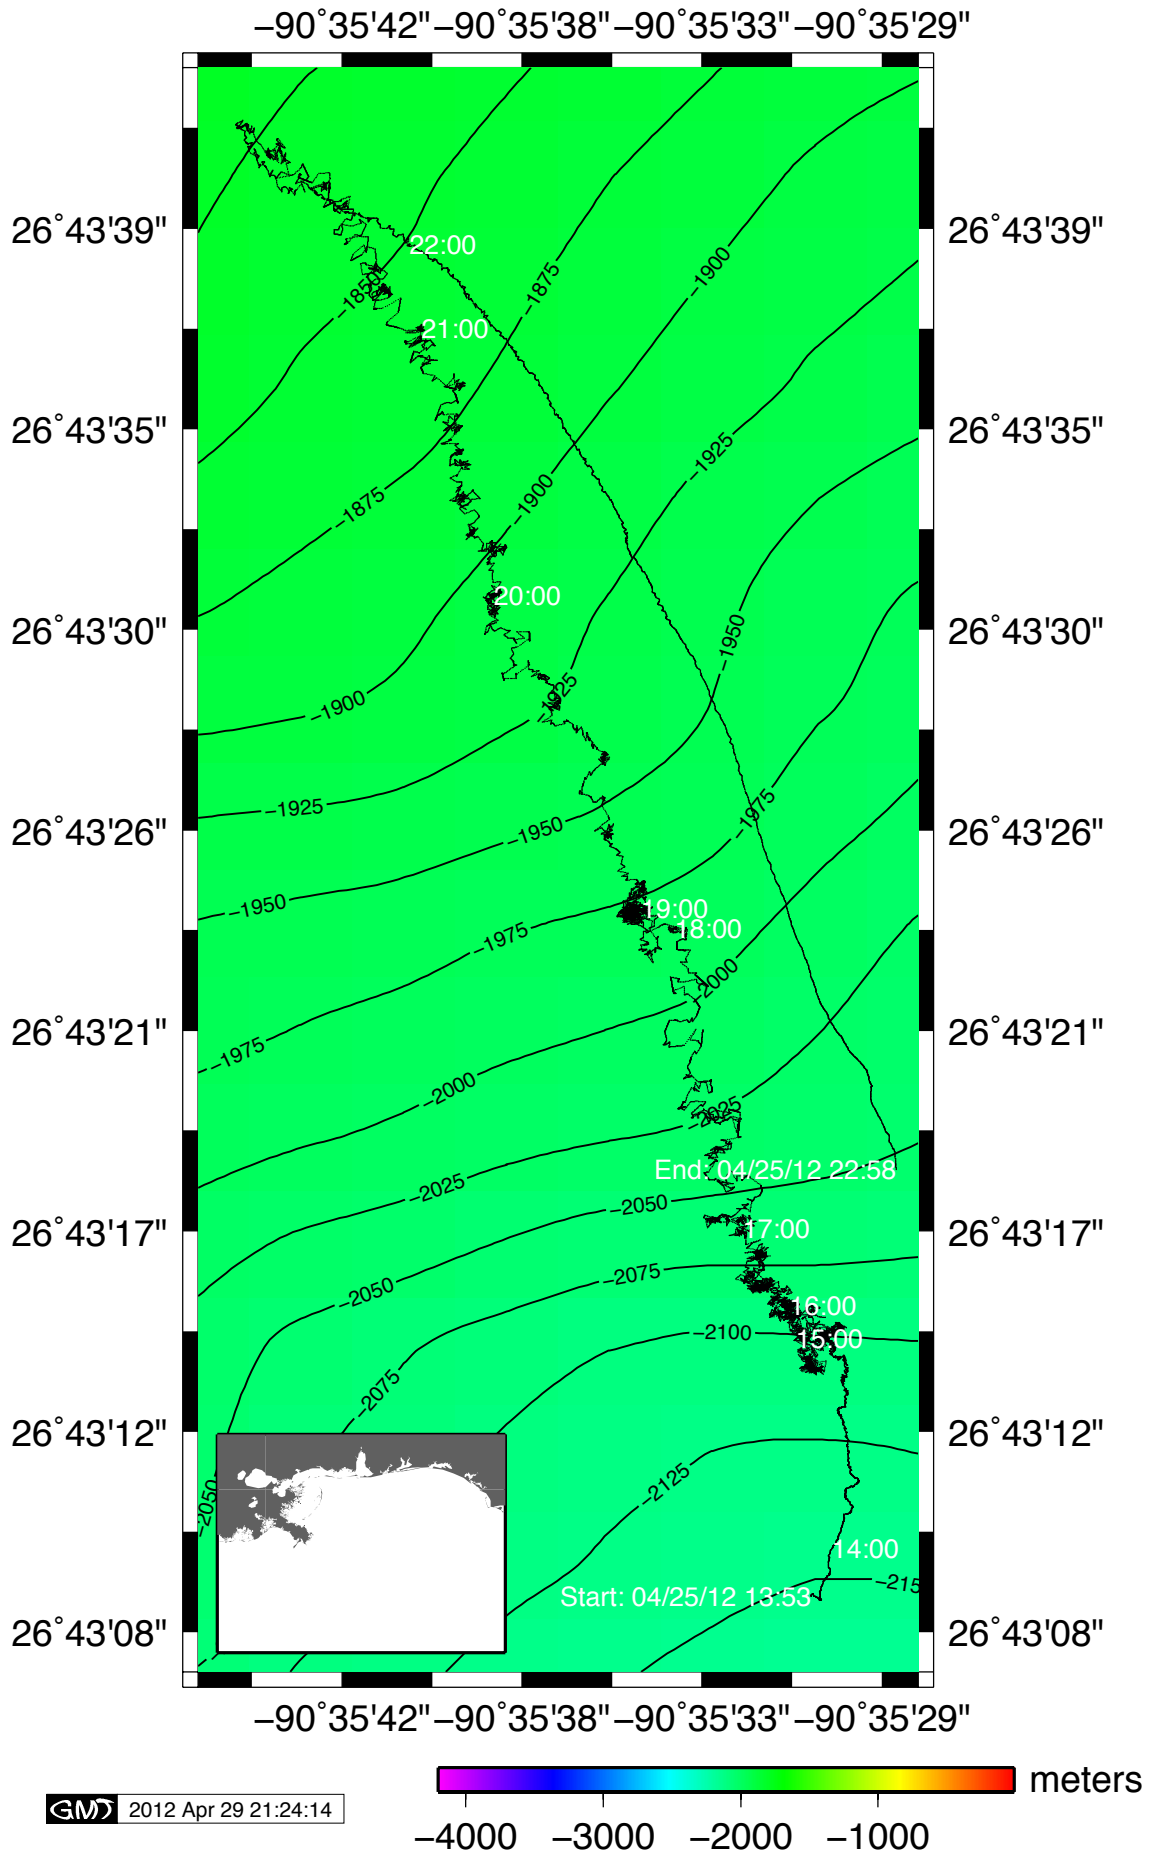 −90˚35'42" −90˚35'38" −90˚35'33" −90˚35'29"
26˚43'39" 22:00 −1900 26˚43'39"
−1850 −1875
21:00
26˚43'35" −1925 26˚43'35"
−1875 −1900
20:00
26˚43'30" −1950 26˚43'30"
−1900 −1925
−1925 −1975
26˚43'26" −1950 26˚43'26"
−1950 19:00
−1975 18:00
−2000
26˚43'21" 26˚43'21"
−1975
−2000 −2025
End: 04/25/12 22:58
−2025 −2050
26˚43'17" 17:00 26˚43'17"
−2050 −2075
16:00
−2100 15:00
−2075
26˚43'12" 26˚43'12"
−2050 −2125
14:00
Start: 04/25/12 13:53 −215
26˚43'08" 26˚43'08"
−90˚35'42" −90˚35'38" −90˚35'33" −90˚35'29"
meters
GMT 2012 Apr 29 21:24:14
−4000 −3000 −2000 −1000